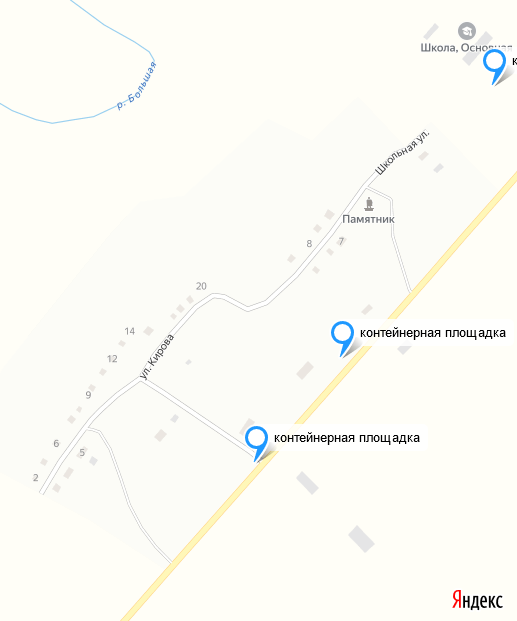 Школа, Основная
к
р. Большая
Школьная ул.
Памятник
8
7
20
контейнерная площадка
14
ул. Кирова
12
9
контейнерная площадка
6
5
2
Яндекс